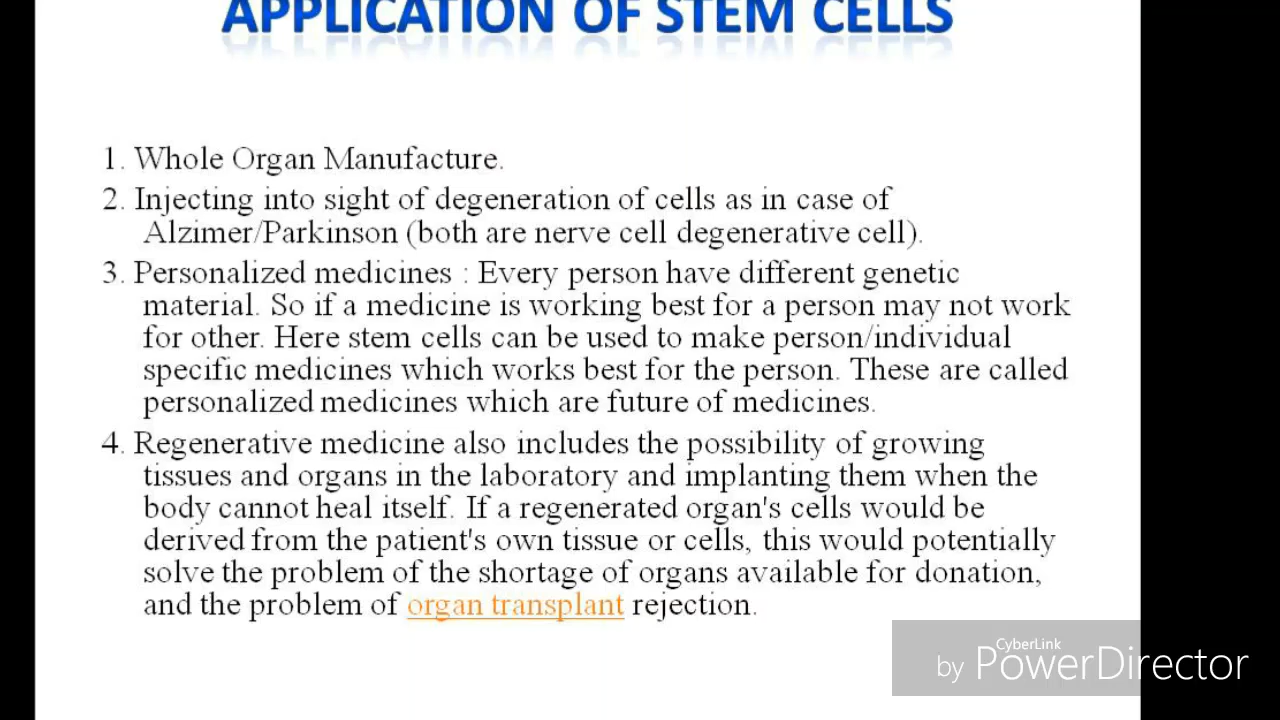 APPLICATION OF STEM CELLS
1. Whole Organ Manufacture.
2. Injecting into sight of degeneration of cells as in case of
Alzimer/Parkinson (both are nerve cell degenerative cell).
3. Personalized medicines : Every person have different genetic
material. So if a medicine is working best for a person may not work
for other. Here stem cells can be used to make person/individual
specific medicines which works best for the person. These are called
personalized medicines which are future of medicines.
4. Regenerative medicine also includes the possibility of growing
tissues and organs in the laboratory and implanting them when the
body cannot heal itself. If a regenerated organ's cells would be
derived from the patient's own tissue or cells, this would potentially
solve the problem of the shortage of organs available for donation,
and the problem of organ transplant rejection.
CyberLink
by PowerDirector